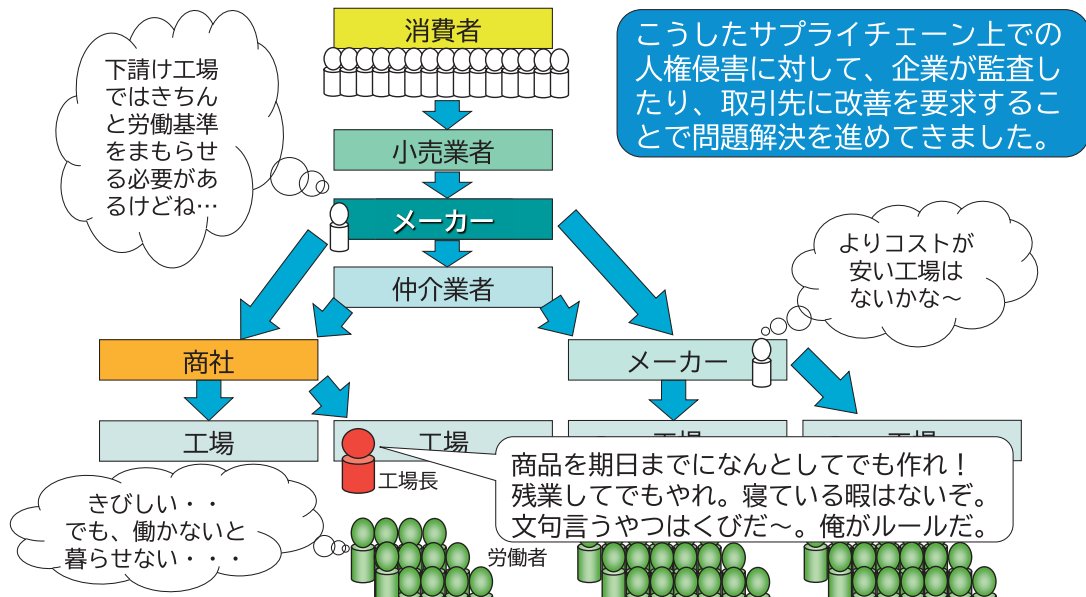 消費者
こうしたサプライチェーン上での
人権侵害に対して、企業が監査し
たり、取引先に改善を要求するこ
とで問題解決を進めてきました。
下請け工場
ではきちん
と労働基準
をまもらせ
る必要があ
るけどね…
小売業者
メーカー
仲介業者
よりコストが
安い工場は
ないかな～
商社
メーカー
工場
工場
工場
工場
工場長
商品を期日までになんとしてでも作れ！
残業してでもやれ。寝ている暇はないぞ。
文句言うやつはくびだ～。俺がルールだ。
きびしい・・
でも、働かないと
暮らせない・・・
労働者